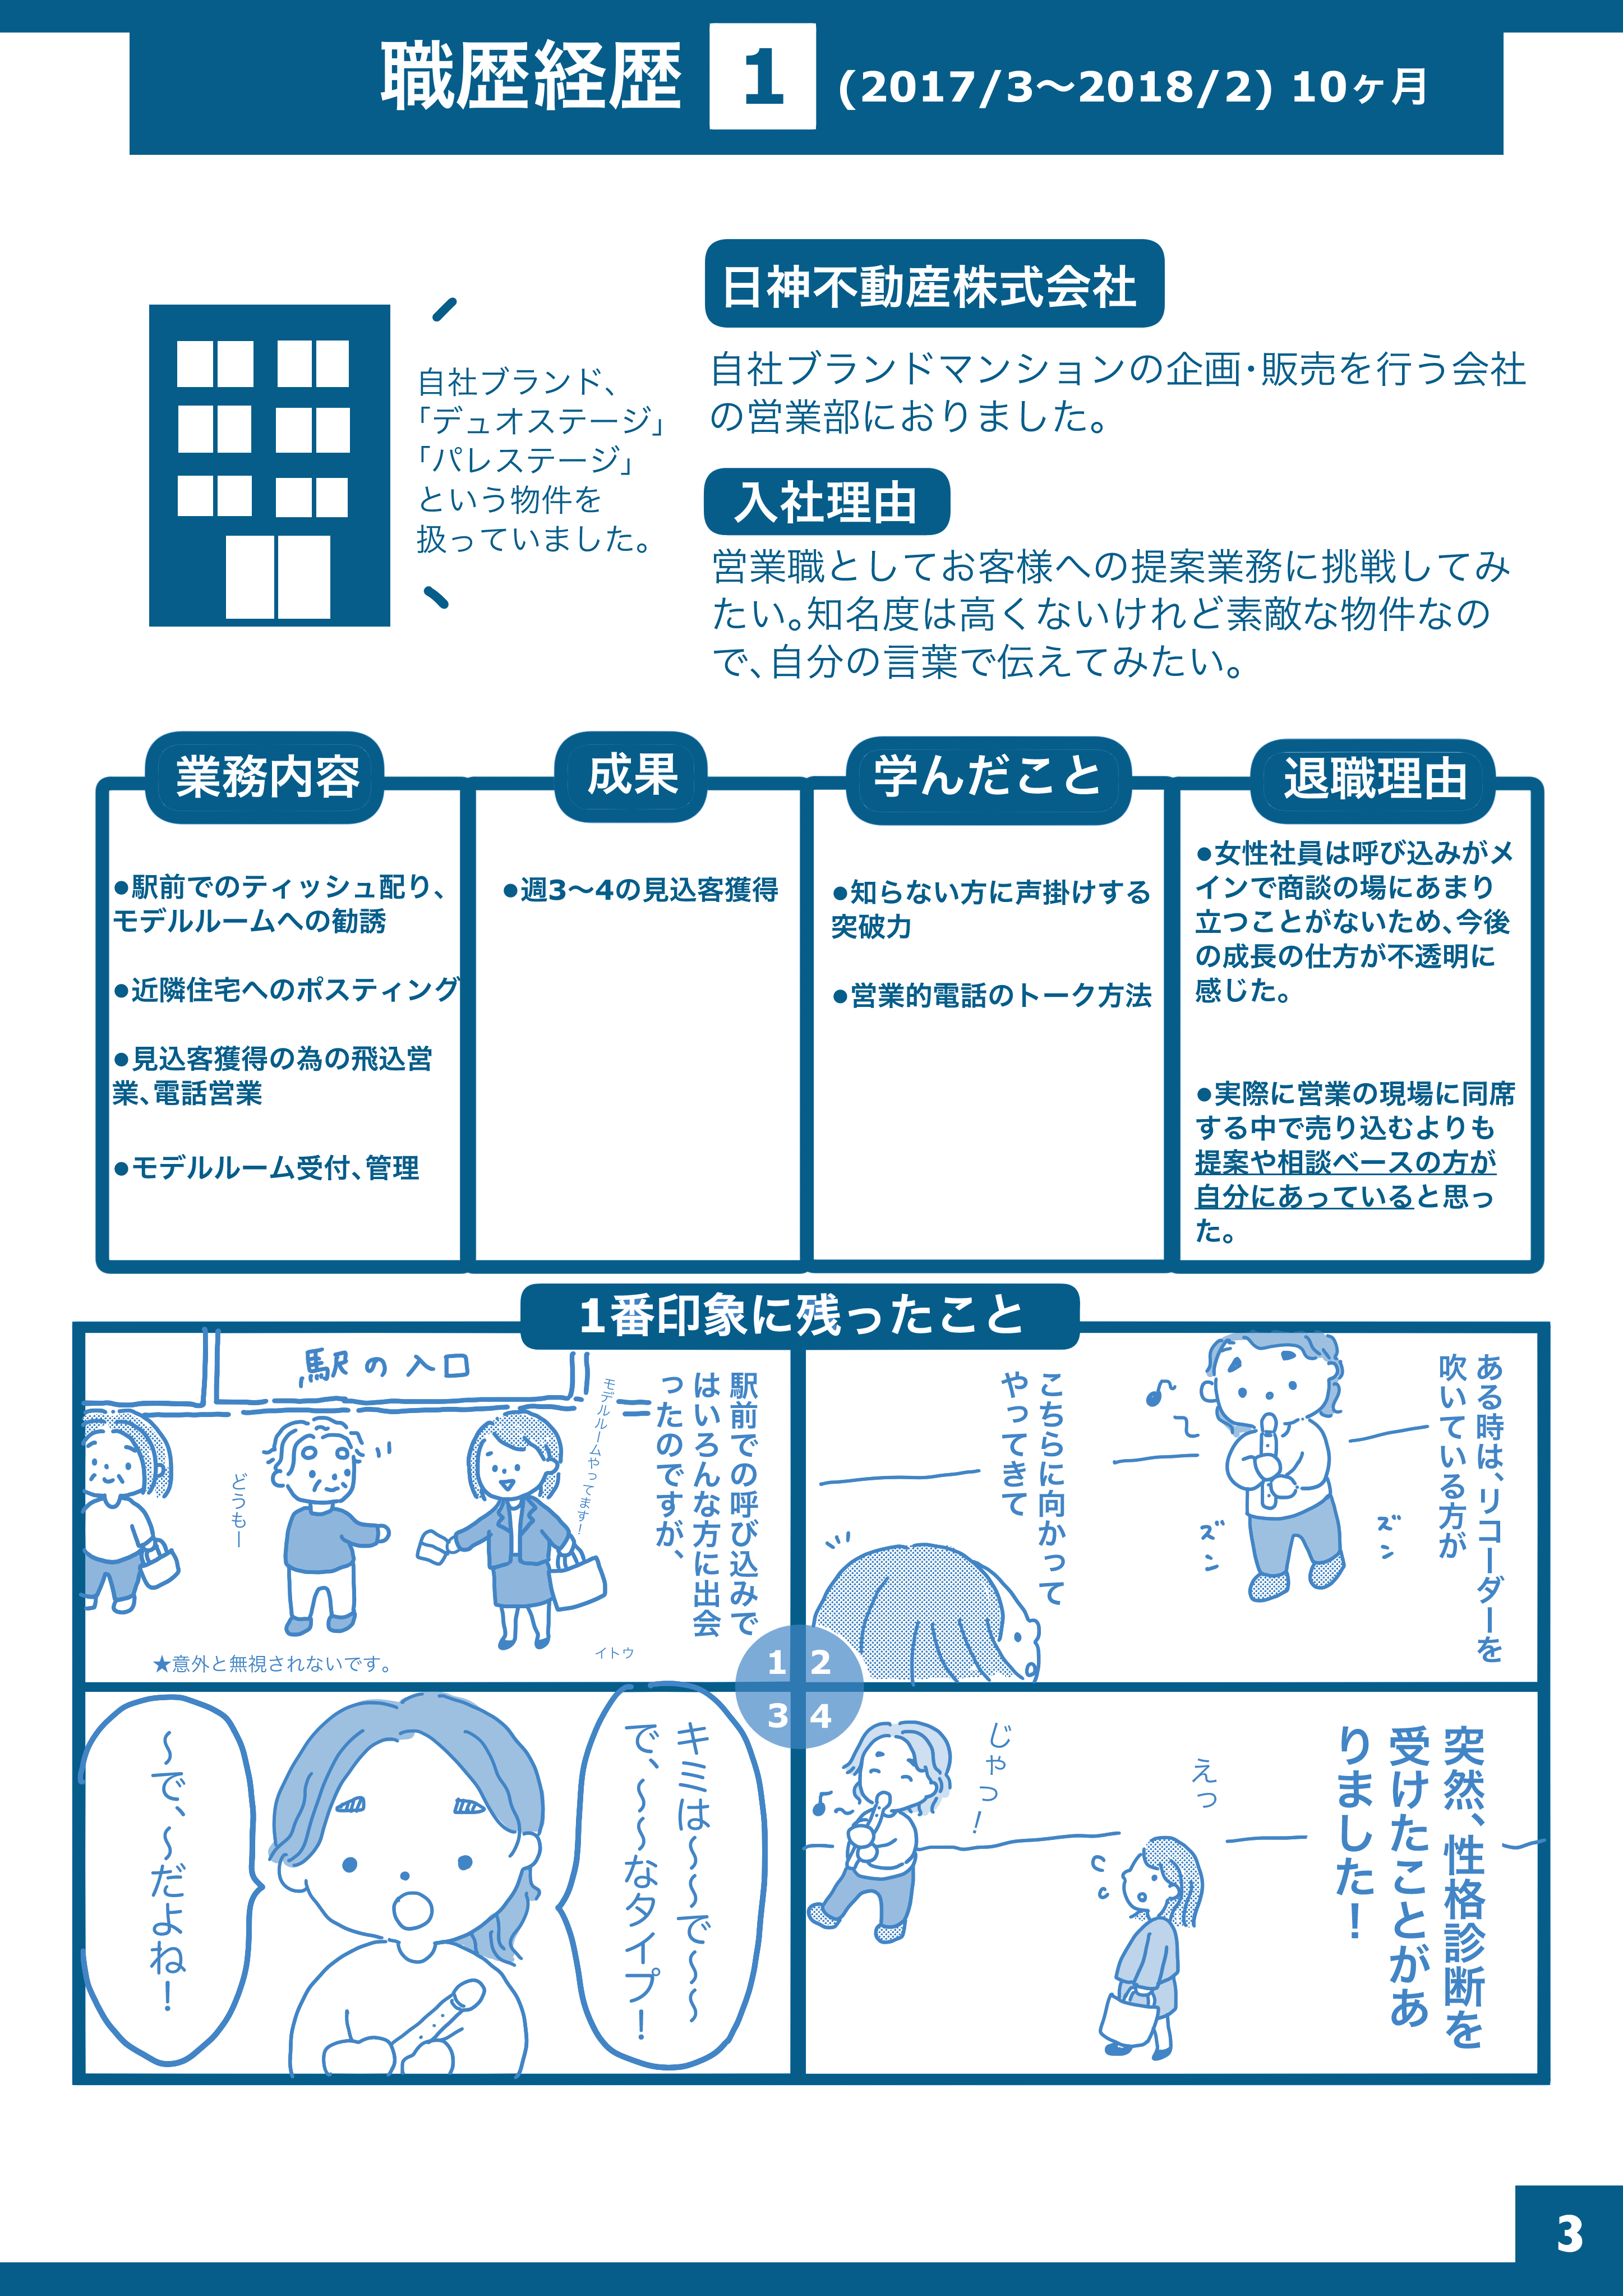 職歴経歴 1 (2017/3〜2018/2) 10ヶ月
日神不動産株式会社
自社ブランドマンションの企画・販売を行う会社
の営業部におりました。
自社ブランド、
「デュオステージ」
「パレステージ」
という物件を
扱っていました。
入社理由
営業職としてお客様への提案業務に挑戦してみ
たい。知名度は高くないけれど素敵な物件なの
で、自分の言葉で伝えてみたい。
業務内容
●駅前でのティッシュ配り、
モデルルームへの勧誘
●近隣住宅へのポスティング
●見込客獲得の為の飛込営
業、電話営業
●モデルルーム受付、管理
成果
●週3〜4の見込客獲得
学んだこと
●知らない方に声掛けする
突破力
●営業的電話のトーク方法
退職理由
●女性社員は呼び込みがメ
インで商談の場にあまり
立つことがないため、今後
の成長の仕方が不透明に
感じた。
●実際に営業の現場に同席
する中で売り込むよりも
提案や相談ベースの方が
自分にあっていると思っ
た。
1番印象に残ったこと
駅の入口
駅前での呼び込みで
はいろんな方に出会
ったのですが、
モデルルームやってます！
どうもー
イトウ
★意外と無視されないです。
1
2
3
4
ある時は、リコーダーを
吹いている方が
ズン
ズン
こちらに向かって
やってきて
キミは〜〜で〜〜
で、〜〜なタイプ！
〜で、〜だよね！
突然、性格診断を
受けたことがあ
りました！
えっ
じゃっ！
3